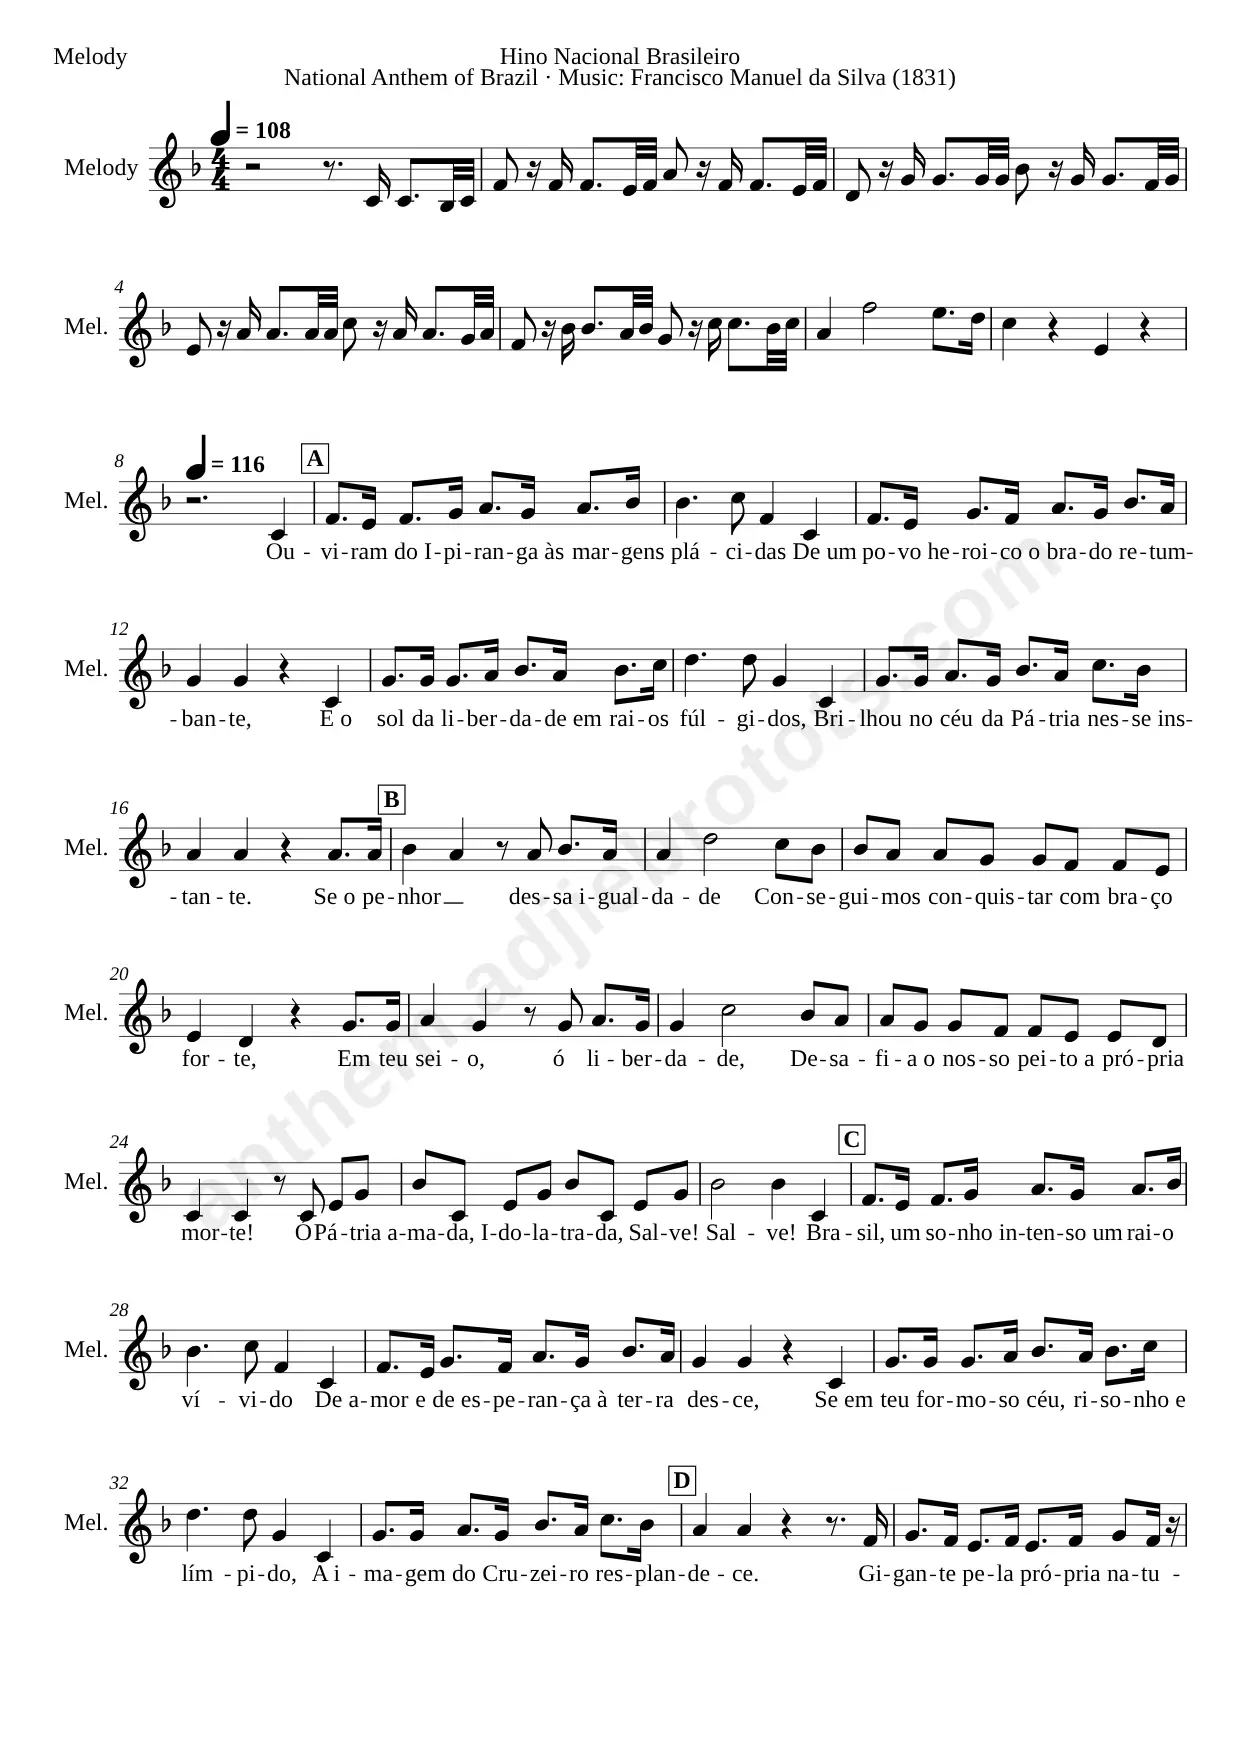 Melody
Hino Nacional Brasileiro
National Anthem of Brazil · Music: Francisco Manuel da Silva (1831)
= 108
Melody
4
Mel.
8
= 116
A
Mel.
Ou - vi - ram do I - pi - ran - ga às mar - gens plá - ci - das De um po - vo he - roi - co o bra - do re - tum -
12
Mel.
- ban - te, E o sol da li - ber - da - de em rai - os fúl - gi - dos, Bri - lhou no céu da Pá - tria nes - se ins -
16
B
Mel.
- tan - te. Se o pe - nhor __ des - sa i - gual - da - de Con - se - gui - mos con - quis - tar com bra - ço
20
Mel.
for - te, Em teu sei - o, ó li - ber - da - de, De - sa - fi - a o nos - so pei - to a pró - pria
24
C
Mel.
mor - te! Ó Pá - tria a - ma - da, I - do - la - tra - da, Sal - ve! Sal - ve! Bra - sil, um so - nho in - ten - so um rai - o
28
Mel.
ví - vi - do De a - mor e de es - pe - ran - ça à ter - ra des - ce, Se em teu for - mo - so céu, ri - so - nho e
32
D
Mel.
lím - pi - do, A i - ma - gem do Cru - zei - ro res - plan - de - ce. Gi - gan - te pe - la pró - pria na - tu -
anthem.adjiebrotots.com